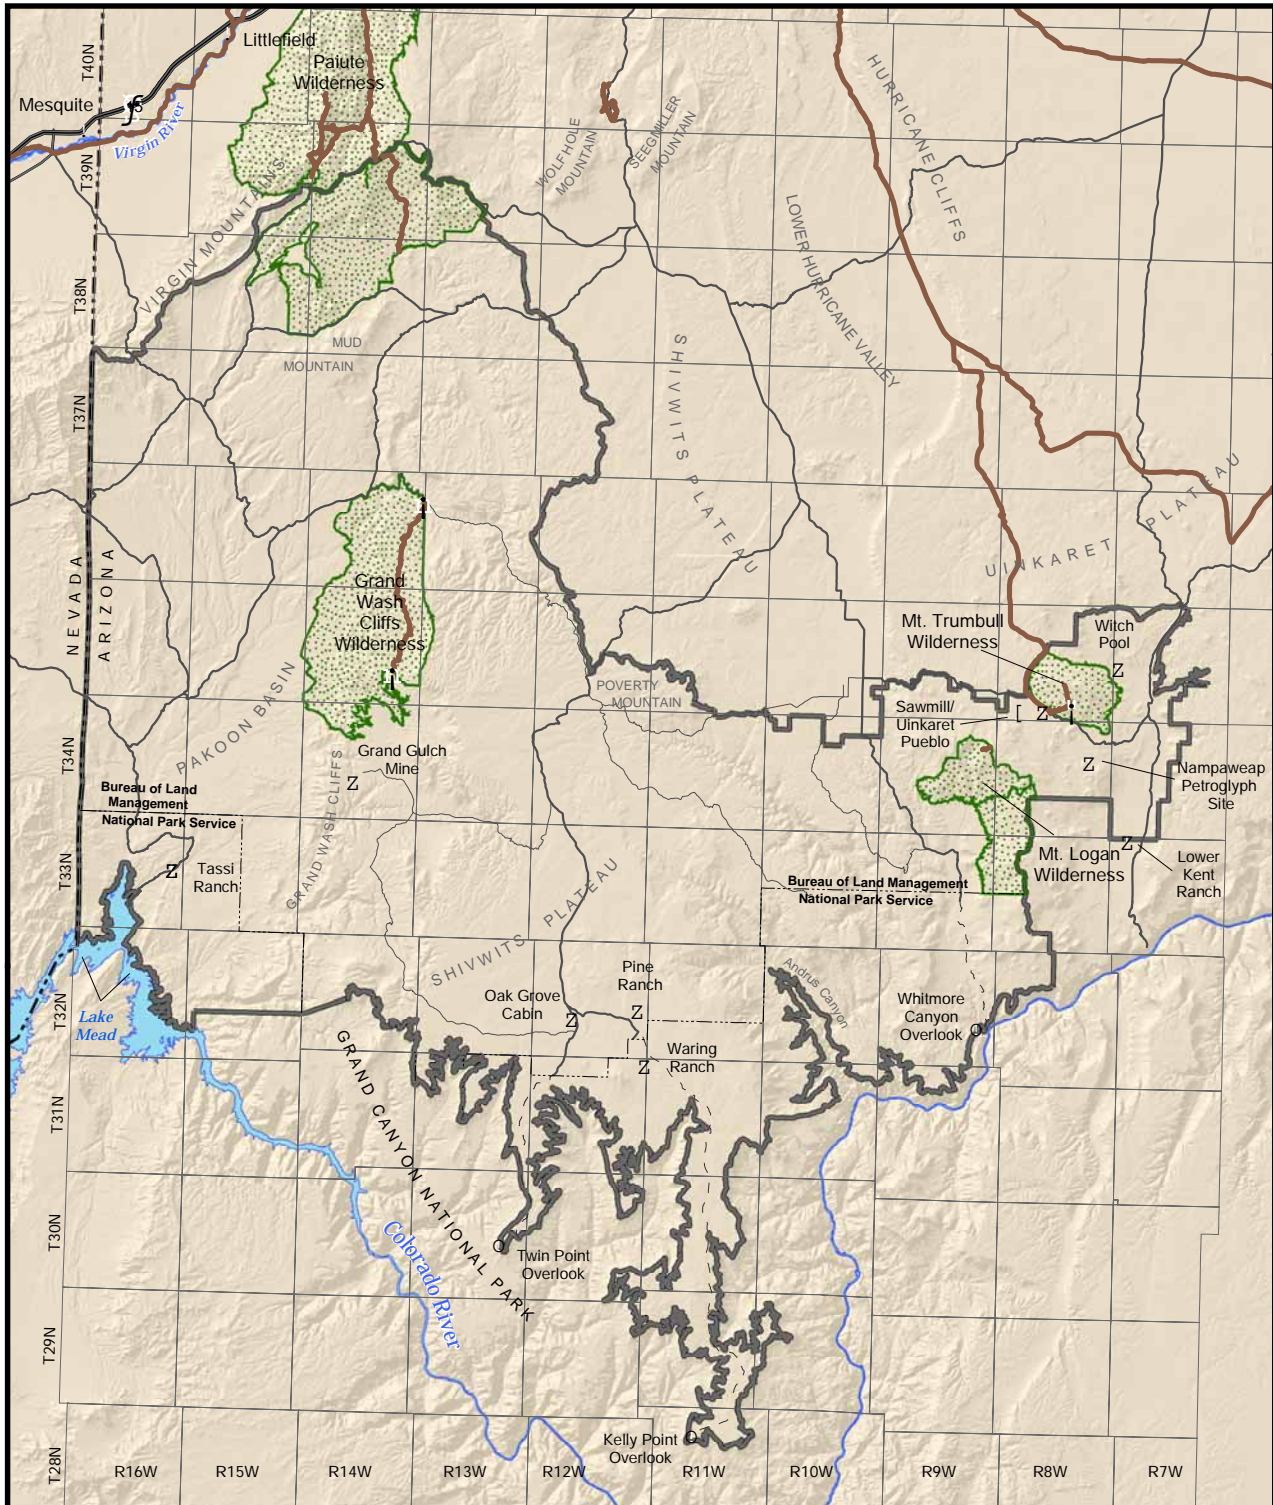 Littlefield
T40N
Paiute
Wilderness
Mesquite
Virgin River
T39N
HURRICANE CLIFFS
WOLF HOLE
MOUNTAIN
SEEGMILLER
MOUNTAIN
VIRGIN MOUNTAINS
LOWER HURRICANE VALLEY
T38N
MUD
MOUNTAIN
SHIVWITS PLATEAU
T37N
UINKARET PLATEAU
NEVADA
ARIZONA
Grand
Wash
Cliffs
Wilderness
Mt. Trumbull
Wilderness
Witch
Pool
Z
PAKOON BASIN
POVERTY
MOUNTAIN
Sawmill/
Uinkaret
Pueblo
[ Z
T34N
Grand Gulch
Mine
Z
GRAND WASH CLIFFS
Z
Nampaweap
Petroglyph
Site
Bureau of Land
Management
National Park Service
T33N
Z
Tassi
Ranch
Mt. Logan
Wilderness
Z
Lower
Kent
Ranch
Bureau of Land Management
National Park Service
SHIVWITS PLATEAU
Pine
Ranch
Z
Andrus Canyon
Oak Grove
Cabin
Z
Whitmore
Canyon
Overlook
T32N
Lake
Mead
Waring
Ranch
Z
GRAND CANYON NATIONAL PARK
T31N
T30N
Twin Point
Overlook
Colorado River
T29N
Kelly Point
Overlook
T28N
R16W
R15W
R14W
R13W
R12W
R11W
R10W
R9W
R8W
R7W